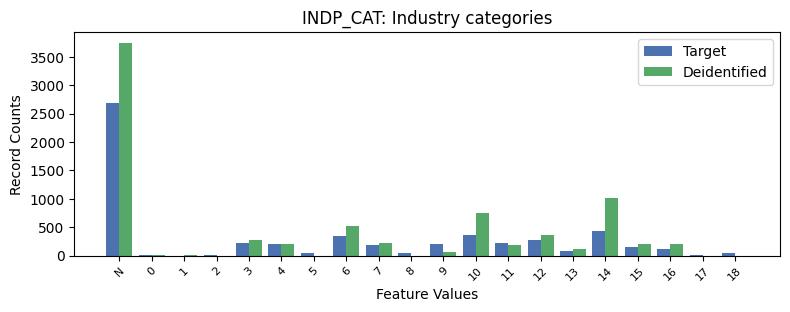 INDP_CAT: Industry categories
Target
Deidentified
Record Counts
3500
3000
2500
2000
1500
1000
500
0
N 0 1 2 3 4 5 6 7 8 9 10 11 12 13 14 15 16 17 18
Feature Values